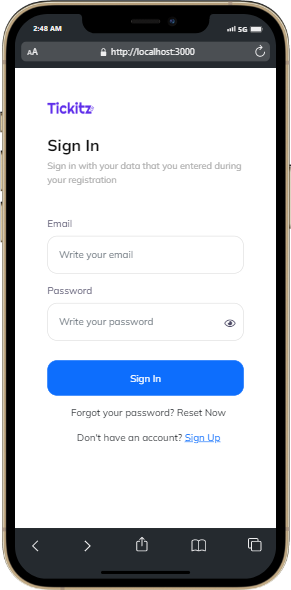 2:48 AM
5G
AA
http://localhost:3000
Tickitz
Sign In
Sign in with your data that you entered during
your registration
Email
Write your email
Password
Write your password
Sign In
Forgot your password? Reset Now
Don't have an account? Sign Up